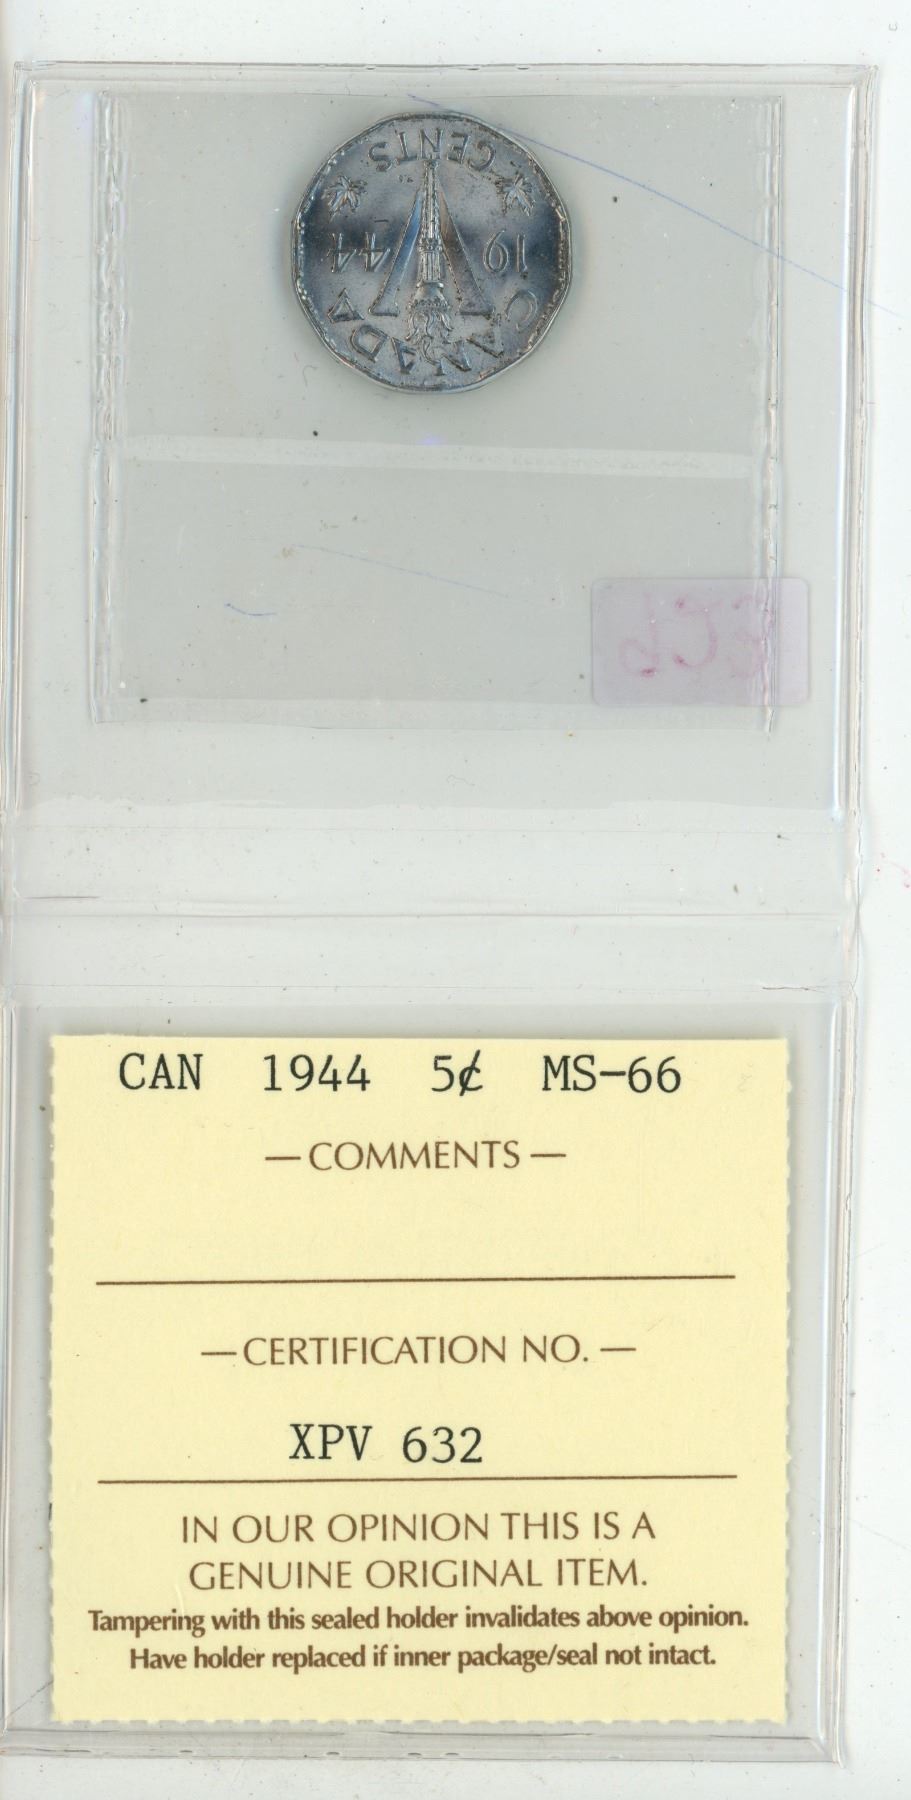 CENTS
19 44
CANADA
CAN 1944 5¢ MS-66
— COMMENTS —
— CERTIFICATION NO. —
XPV 632
IN OUR OPINION THIS IS A
GENUINE ORIGINAL ITEM.
Tampering with this sealed holder invalidates above opinion.
Have holder replaced if inner package/seal not intact.